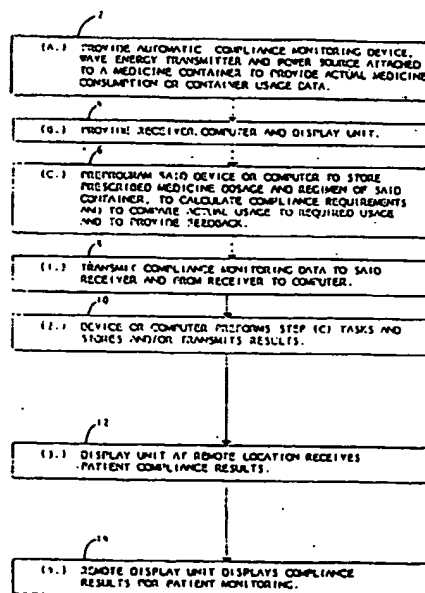 2
(A.) PROVIDE AUTOMATIC COMPLIANCE MONITORING DEVICE,
WAVE ENERGY TRANSMITTER AND POWER SOURCE ATTACHED
TO A MEDICINE CONTAINER TO PROVIDE ACTUAL MEDICINE
CONSUMPTION OR CONTAINER USAGE DATA.
PROVIDE RECEIVER, COMPUTER AND DISPLAY UNIT.
6
(C.) PREPROGRAM SAID DEVICE OR COMPUTER TO STORE
PRESCRIBED MEDICINE DOSAGE AND REGIMEN OF SAID
CONTAINER, TO CALCULATE COMPLIANCE REQUIREMENTS
AND TO COMPARE ACTUAL USAGE TO REQUIRED USAGE
AND TO PROVIDE FEEDBACK.
8
(1.) TRANSMIT COMPLIANCE MONITORING DATA TO SAID
RECEIVER AND FROM RECEIVER TO COMPUTER.
10
(2.) DEVICE OR COMPUTER PREFORMS STEP (C) TASKS AND
STORES AND/OR TRANSMITS RESULTS.
12
(3.) DISPLAY UNIT AT REMOTE LOCATION RECEIVES
PATIENT COMPLIANCE RESULTS.
14
REMOTE DISPLAY UNIT DISPLAYS COMPLIANCE
RESULTS FOR PATIENT MONITORING.